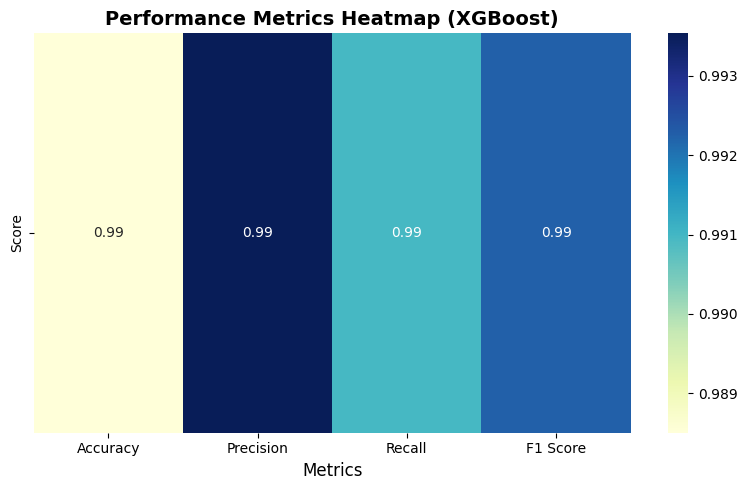 Performance Metrics Heatmap (XGBoost)
Score
0.99 0.99 0.99 0.99
Accuracy Precision Recall F1 Score
Metrics
0.993
0.992
0.991
0.990
0.989